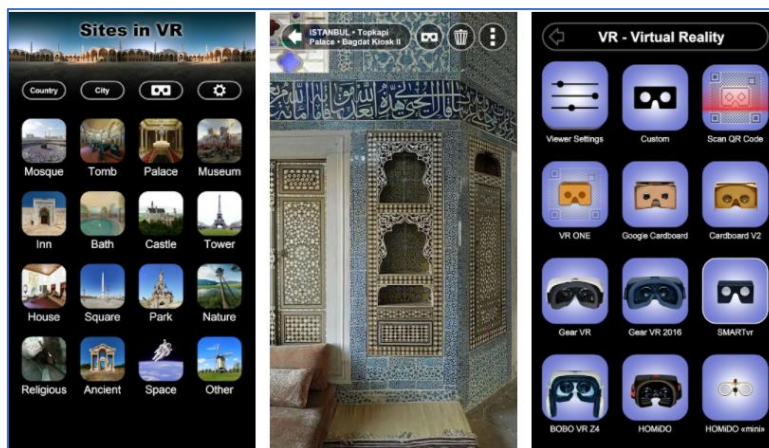 Sites in VR
Country
City
Mosque
Tomb
Palace
Museum
Inn
Bath
Castle
Tower
House
Square
Park
Nature
Religious
Ancient
Space
Other
ISTANBUL • Topkapi
Palace • Bagdat Kiosk II
VR - Virtual Reality
Viewer Settings
Custom
Scan QR Code
VR ONE
Google Cardboard
Cardboard V2
Gear VR
Gear VR 2016
SMARTvr
BOBO VR Z4
HOMiDO
HOMiDO «mini»